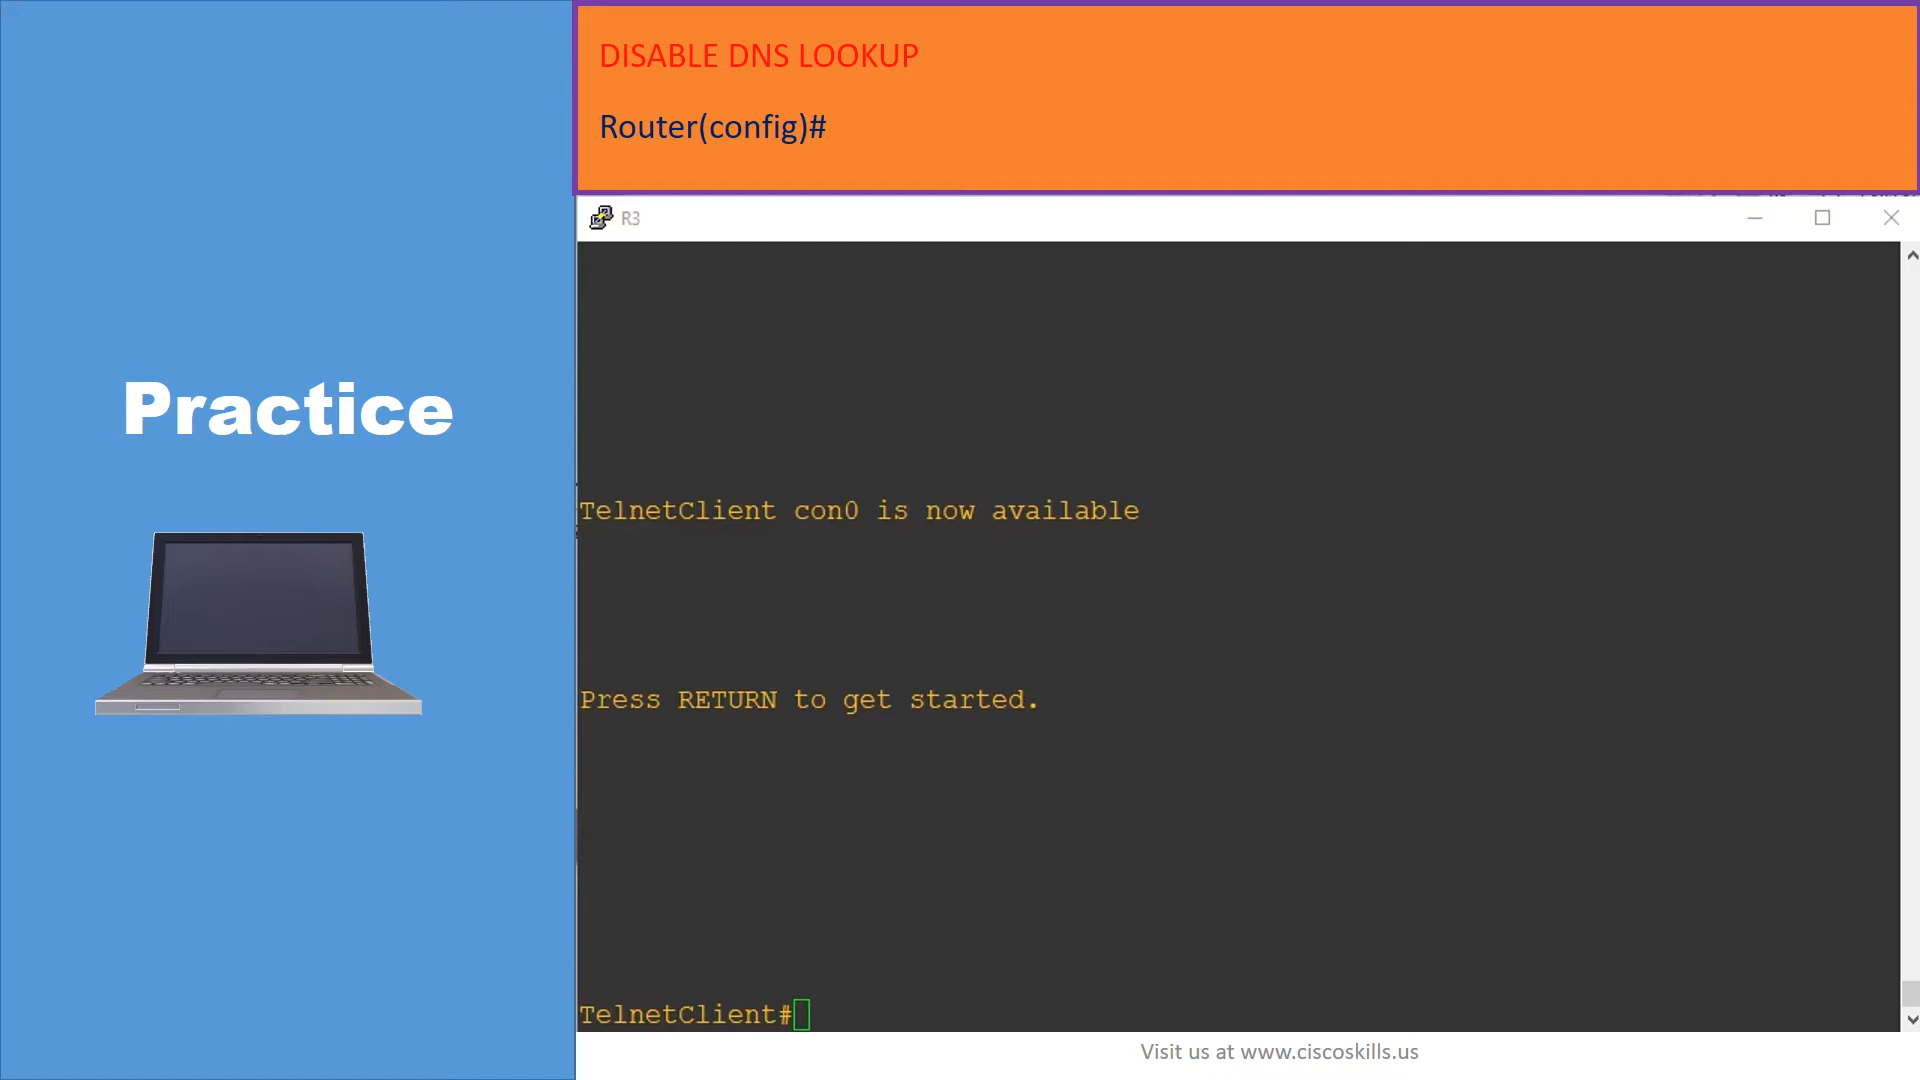 DISABLE DNS LOOKUP
Router(config)#
R3
Practice
TelnetClient con0 is now available
Press RETURN to get started.
TelnetClient#
Visit us at www.ciscoskills.us